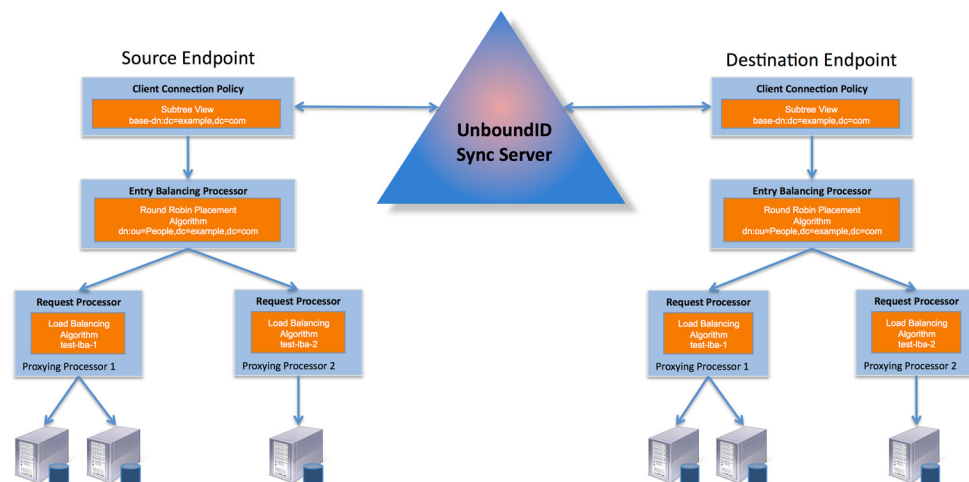 Source Endpoint
Client Connection Policy
Subtree View
base-dn:dc=example,dc=com
Entry Balancing Processor
Round Robin Placement
Algorithm
dn:ou=People,dc=example,dc=com
Request Processor
Load Balancing
Algorithm
test-lba-1
Proxying Processor 1
Request Processor
Load Balancing
Algorithm
test-lba-2
Proxying Processor 2
UnboundID
Sync Server
Destination Endpoint
Client Connection Policy
Subtree View
base-dn:dc=example,dc=com
Entry Balancing Processor
Round Robin Placement
Algorithm
dn:ou=People,dc=example,dc=com
Request Processor
Load Balancing
Algorithm
test-lba-1
Proxying Processor 1
Request Processor
Load Balancing
Algorithm
test-lba-2
Proxying Processor 2